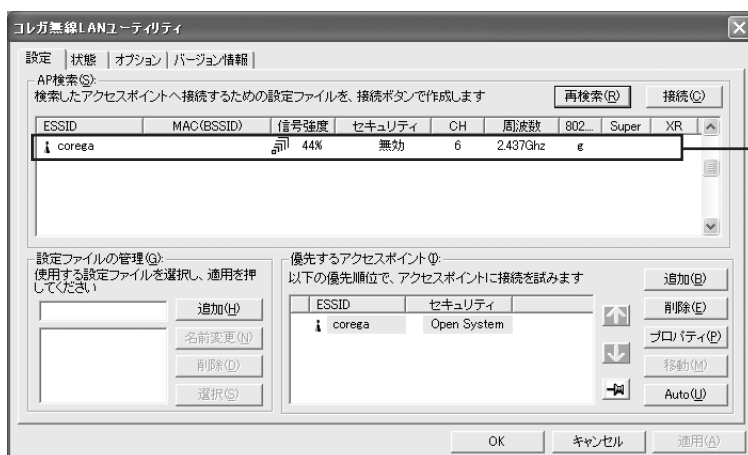 コレガ無線LANユーティリティ
設定 状態 オプション バージョン情報
AP検索(S):
検索したアクセスポイントへ接続するための設定ファイルを、接続ボタンで作成します 再検索(R) 接続(C)
ESSID MAC(BSSID) 信号強度 セキュリティ CH 周波数 802... Super XR
corega 44% 無効 6 2.437Ghz g
設定ファイルの管理(G):
使用する設定ファイルを選択し、適用を押
してください
追加(H)
名前変更(N)
削除(D)
選択(S)
優先するアクセスポイント(I):
以下の優先順位で、アクセスポイントに接続を試みます
ESSID セキュリティ
corega Open System
追加(B)
削除(E)
プロパティ(P)
移動(M)
Auto(U)
OK キャンセル 適用(A)